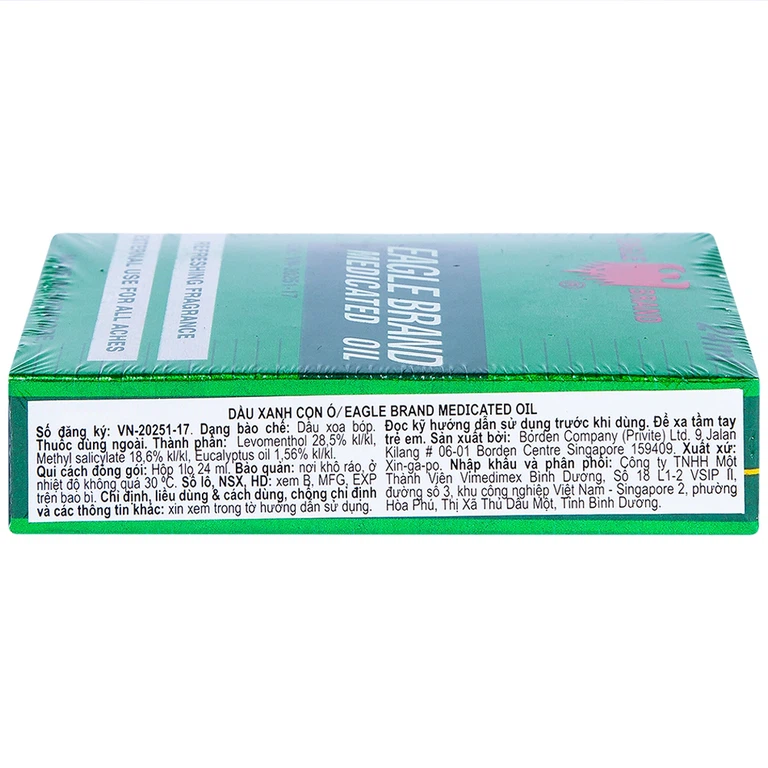 REFRESHING FRAGRANCE
EXTERNAL USE FOR ALL ACHES
EAGLE BRAND
MEDICATED OIL
BRAND
DẦU XANH CON Ó/ EAGLE BRAND MEDICATED OIL
Số đăng ký: VN-20251-17. Dạng bào chế: Dầu xoa bóp.
Thuốc dùng ngoài. Thành phần: Levomenthol 28,5% kl/kl,
Methyl salicylate 18,6% kl/kl, Eucalyptus oil 1,56% kl/kl.
Qui cách đóng gói: Hộp 1lọ 24 ml. Bảo quản: nơi khô ráo, ở
nhiệt độ không quá 30 ºC. Số lô, NSX, HD: xem B, MFG, EXP
trên bao bì. Chỉ định, liều dùng & cách dùng, chống chỉ định
và các thông tin khác: xin xem trong tờ hướng dẫn sử dụng.
Đọc kỹ hướng dẫn sử dụng trước khi dùng. Để xa tầm tay
trẻ em. Sản xuất bởi: Borden Company (Privite) Ltd. 9, Jalan
Kilang # 06-01 Borden Centre Singapore 159409. Xuất xứ:
Xin-ga-po. Nhập khẩu và phân phối: Công ty TNHH Một
Thành Viên Vimedimex Bình Dương, Số 18 L1-2 VSIP II,
đường số 3, khu công nghiệp Việt Nam - Singapore 2, phường
Hòa Phú, Thị Xã Thủ Dầu Một, Tỉnh Bình Dương.